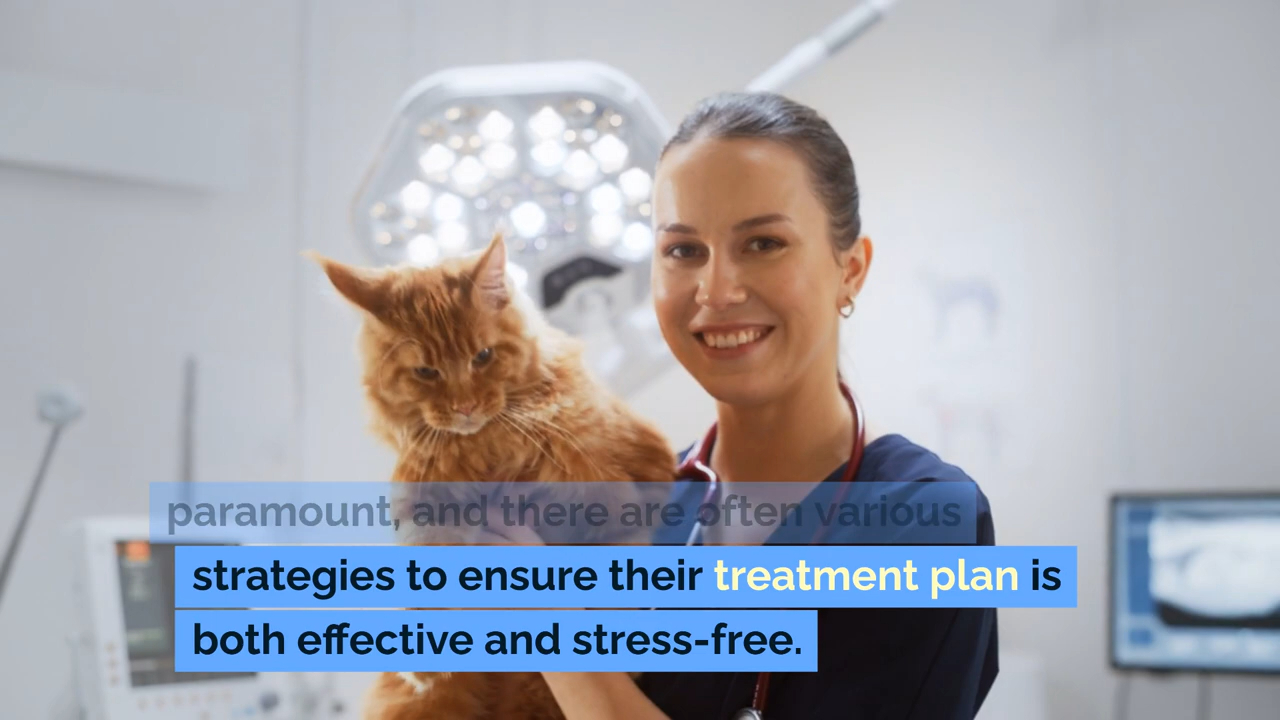 paramount, and there are often various
strategies to ensure their treatment plan is
both effective and stress-free.